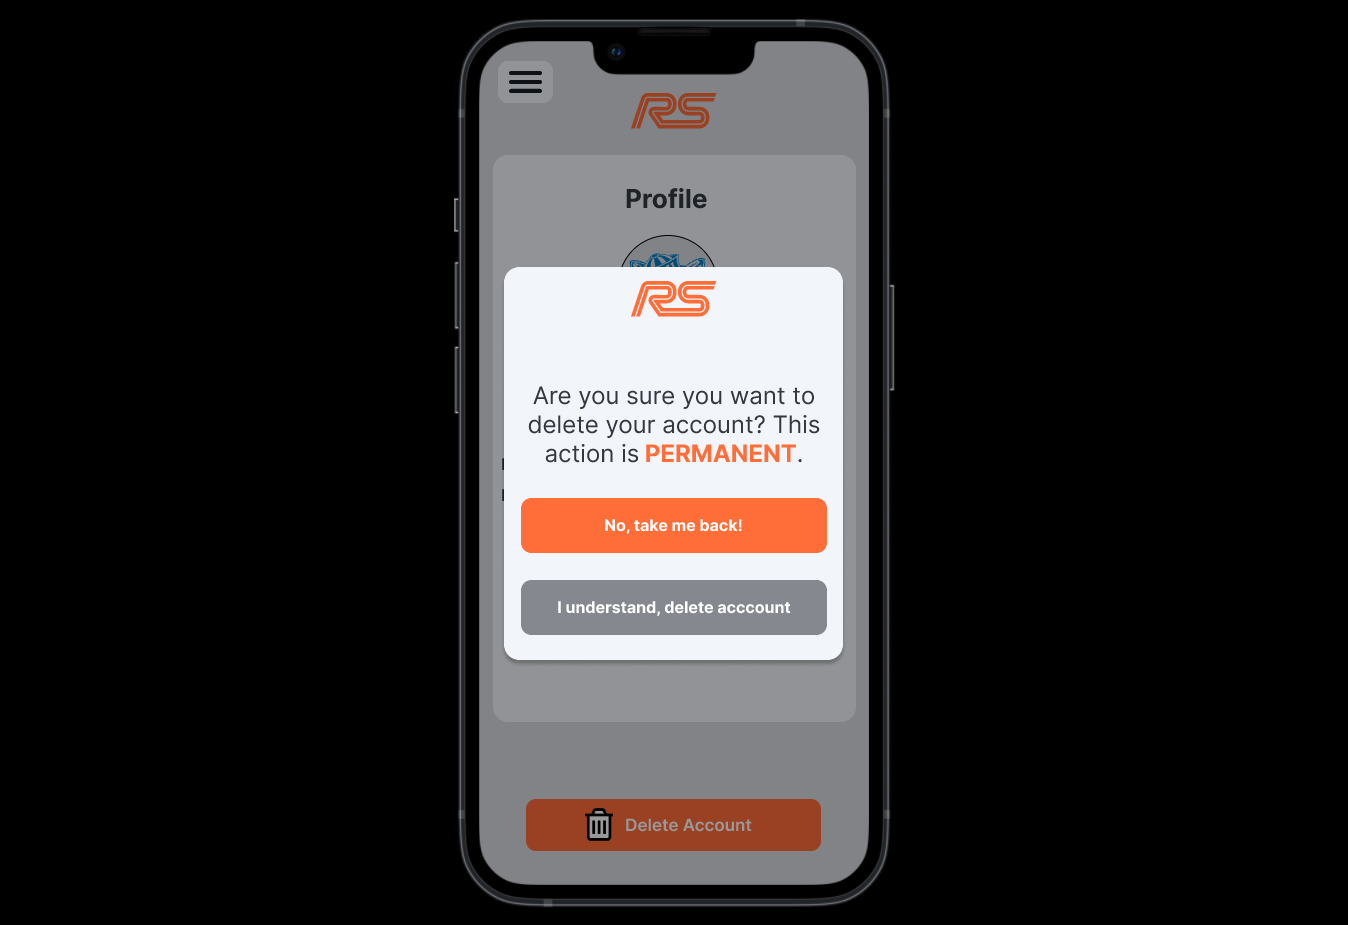 RS
Profile
RS
Are you sure you want to
delete your account? This
action is PERMANENT.
No, take me back!
I understand, delete acccount
Delete Account